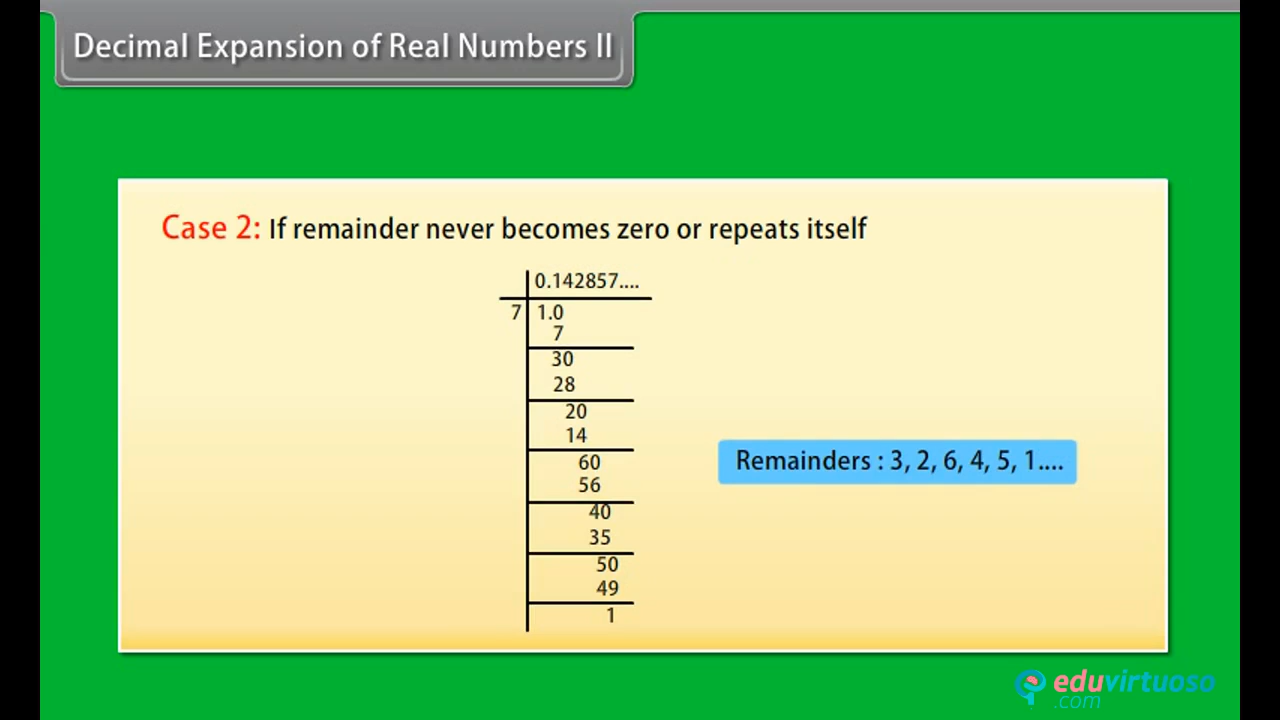 Decimal Expansion of Real Numbers II
Case 2: If remainder never becomes zero or repeats itself
0.142857....
7 1.0
7
30
28
20
14
60
56
40
35
50
49
1
Remainders : 3, 2, 6, 4, 5, 1....
eduvirtuoso
.com